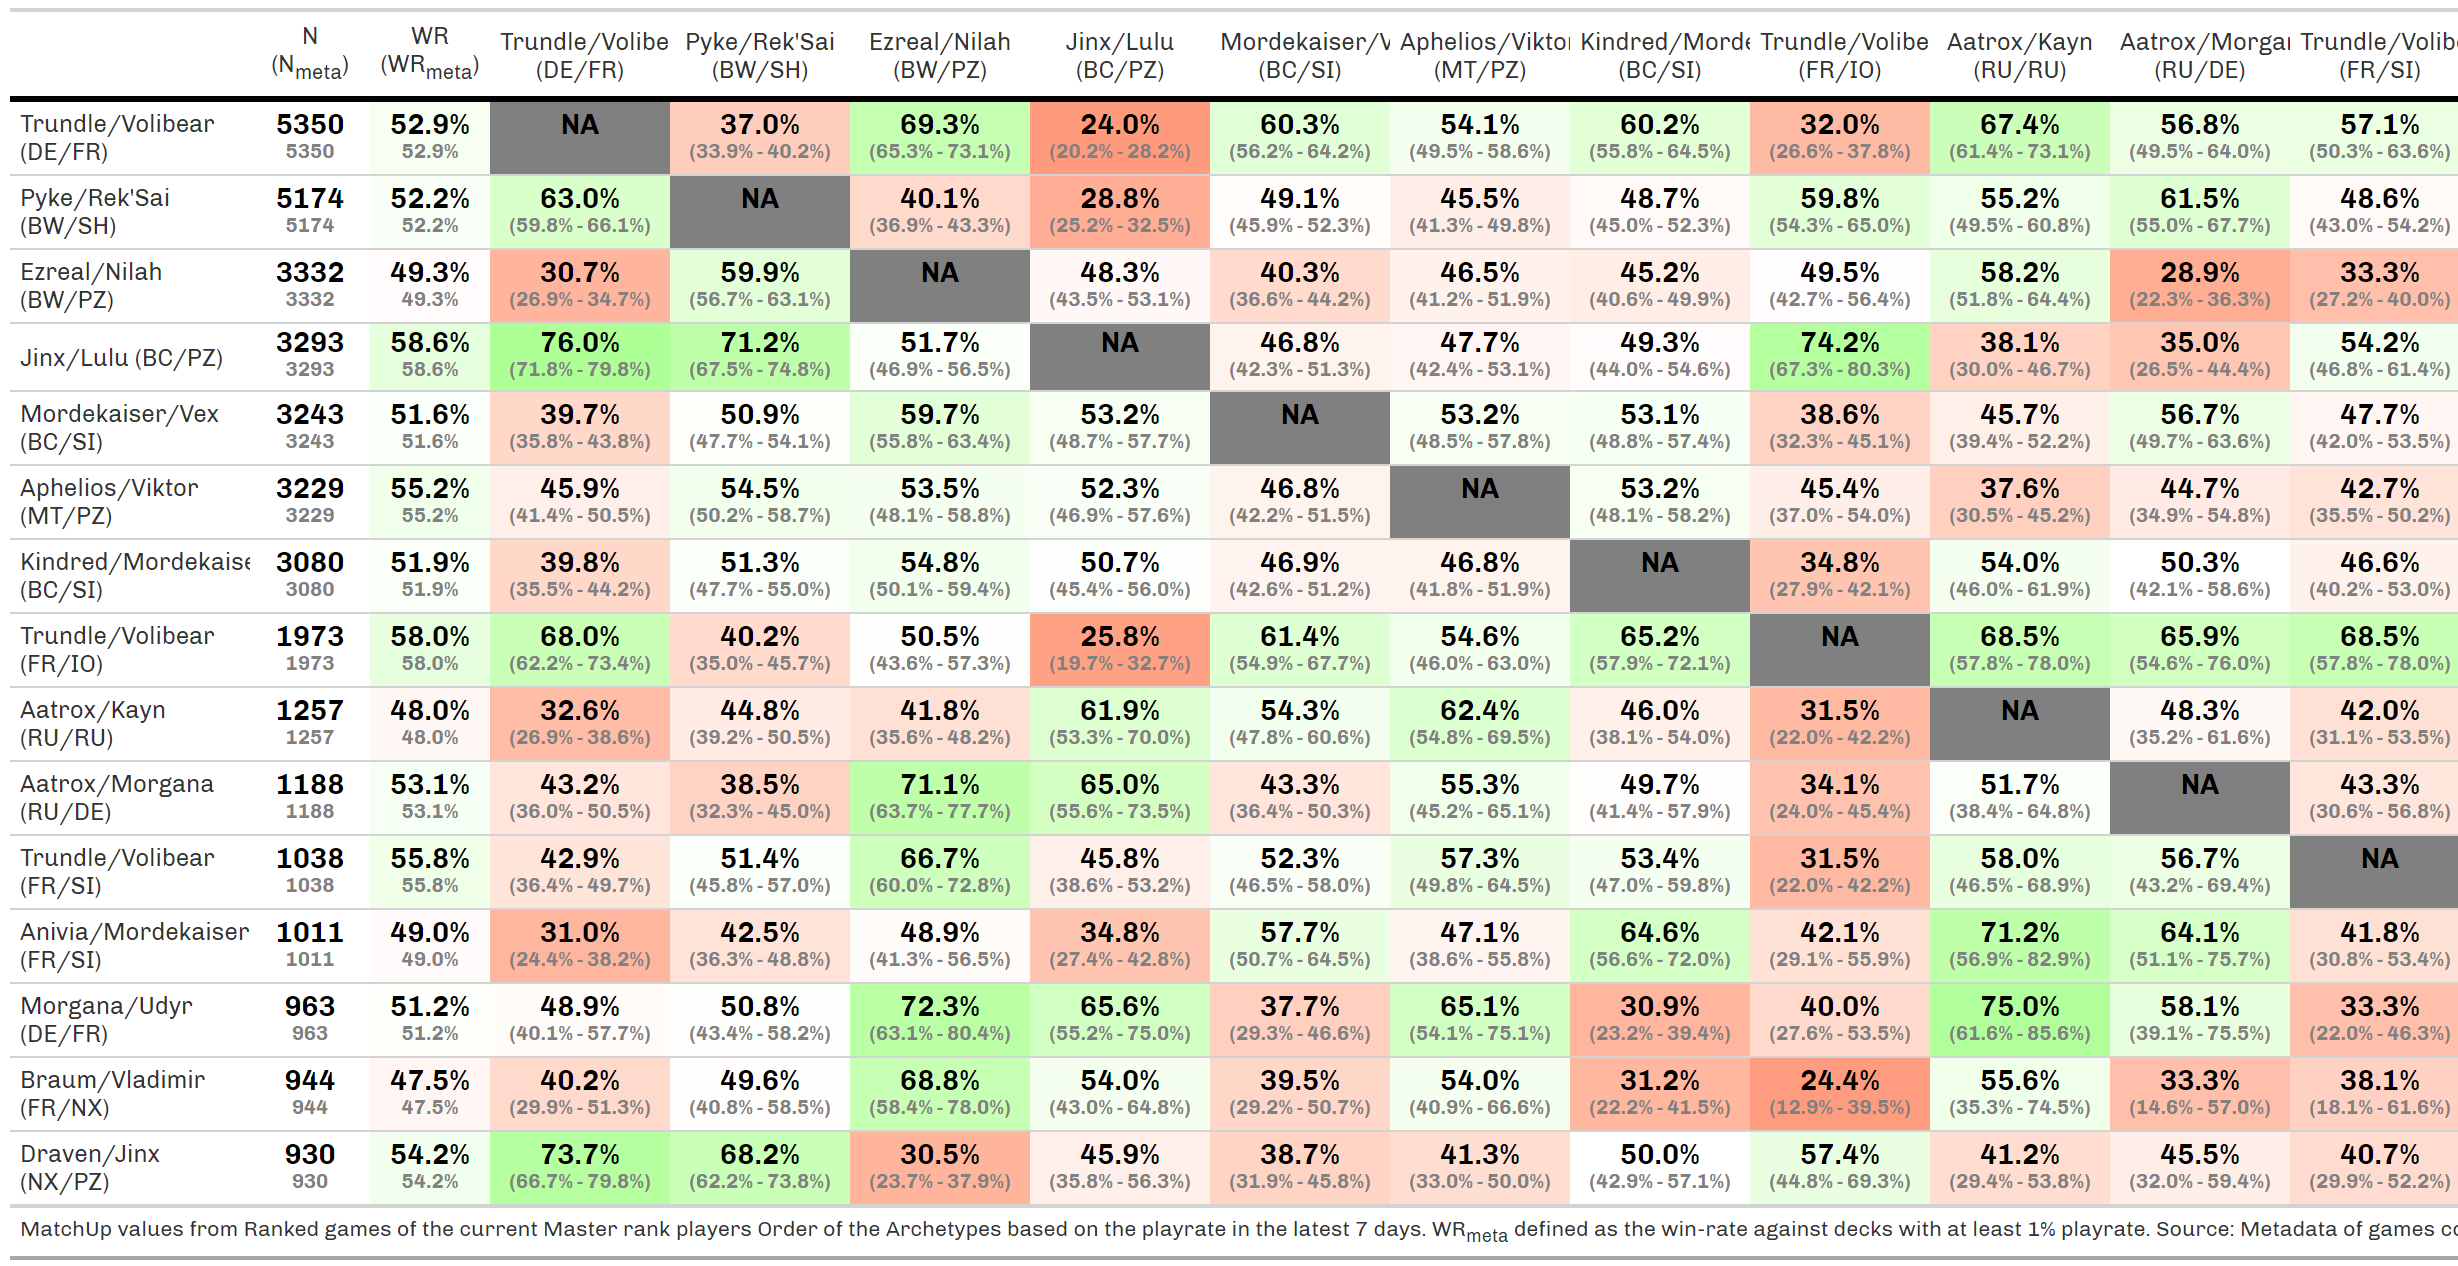 N WR Trundle/Volibe Pyke/Rek'Sai Ezreal/Nilah Jinx/Lulu Mordekaiser/V Aphelios/Viktor Kindred/Morde Trundle/Volibe Aatrox/Kayn Aatrox/Morgar Trundle/Volibe
(Nmeta) (WRmeta) (DE/FR) (BW/SH) (BW/PZ) (BC/PZ) (BC/SI) (MT/PZ) (BC/SI) (FR/IO) (RU/RU) (RU/DE) (FR/SI)
Trundle/Volibear 5350 52.9% NA 37.0% 69.3% 24.0% 60.3% 54.1% 60.2% 32.0% 67.4% 56.8% 57.1%
(DE/FR) 5350 52.9% (33.9% - 40.2%) (65.3% - 73.1%) (20.2% - 28.2%) (56.2% - 64.2%) (49.5% - 58.6%) (55.8% - 64.5%) (26.6% - 37.8%) (61.4% - 73.1%) (49.5% - 64.0%) (50.3% - 63.6%)
Pyke/Rek'Sai 5174 52.2% 63.0% NA 40.1% 28.8% 49.1% 45.5% 48.7% 59.8% 55.2% 61.5% 48.6%
(BW/SH) 5174 52.2% (59.8% - 66.1%) (36.9% - 43.3%) (25.2% - 32.5%) (45.9% - 52.3%) (41.3% - 49.8%) (45.0% - 52.3%) (54.3% - 65.0%) (49.5% - 60.8%) (55.0% - 67.7%) (43.0% - 54.2%)
Ezreal/Nilah 3332 49.3% 30.7% 59.9% NA 48.3% 40.3% 46.5% 45.2% 49.5% 58.2% 28.9% 33.3%
(BW/PZ) 3332 49.3% (26.9% - 34.7%) (56.7% - 63.1%) (43.5% - 53.1%) (36.6% - 44.2%) (41.2% - 51.9%) (40.6% - 49.9%) (42.7% - 56.4%) (51.8% - 64.4%) (22.3% - 36.3%) (27.2% - 40.0%)
Jinx/Lulu (BC/PZ) 3293 58.6% 76.0% 71.2% 51.7% NA 46.8% 47.7% 49.3% 74.2% 38.1% 35.0% 54.2%
3293 58.6% (71.8% - 79.8%) (67.5% - 74.8%) (46.9% - 56.5%) (42.3% - 51.3%) (42.4% - 53.1%) (44.0% - 54.6%) (67.3% - 80.3%) (30.0% - 46.7%) (26.5% - 44.4%) (46.8% - 61.4%)
Mordekaiser/Vex 3243 51.6% 39.7% 50.9% 59.7% 53.2% NA 53.2% 53.1% 38.6% 45.7% 56.7% 47.7%
(BC/SI) 3243 51.6% (35.8% - 43.8%) (47.7% - 54.1%) (55.8% - 63.4%) (48.7% - 57.7%) (48.5% - 57.8%) (48.8% - 57.4%) (32.3% - 45.1%) (39.4% - 52.2%) (49.7% - 63.6%) (42.0% - 53.5%)
Aphelios/Viktor 3229 55.2% 45.9% 54.5% 53.5% 52.3% 46.8% NA 53.2% 45.4% 37.6% 44.7% 42.7%
(MT/PZ) 3229 55.2% (41.4% - 50.5%) (50.2% - 58.7%) (48.1% - 58.8%) (46.9% - 57.6%) (42.2% - 51.5%) (48.1% - 58.2%) (37.0% - 54.0%) (30.5% - 45.2%) (34.9% - 54.8%) (35.5% - 50.2%)
Kindred/Mordekaise 3080 51.9% 39.8% 51.3% 54.8% 50.7% 46.9% 46.8% NA 34.8% 54.0% 50.3% 46.6%
(BC/SI) 3080 51.9% (35.5% - 44.2%) (47.7% - 55.0%) (50.1% - 59.4%) (45.4% - 56.0%) (42.6% - 51.2%) (41.8% - 51.9%) (27.9% - 42.1%) (46.0% - 61.9%) (42.1% - 58.6%) (40.2% - 53.0%)
Trundle/Volibear 1973 58.0% 68.0% 40.2% 50.5% 25.8% 61.4% 54.6% 65.2% NA 68.5% 65.9% 68.5%
(FR/IO) 1973 58.0% (62.2% - 73.4%) (35.0% - 45.7%) (43.6% - 57.3%) (19.7% - 32.7%) (54.9% - 67.7%) (46.0% - 63.0%) (57.9% - 72.1%) (57.8% - 78.0%) (54.6% - 76.0%) (57.8% - 78.0%)
Aatrox/Kayn 1257 48.0% 32.6% 44.8% 41.8% 61.9% 54.3% 62.4% 46.0% 31.5% NA 48.3% 42.0%
(RU/RU) 1257 48.0% (26.9% - 38.6%) (39.2% - 50.5%) (35.6% - 48.2%) (53.3% - 70.0%) (47.8% - 60.6%) (54.8% - 69.5%) (38.1% - 54.0%) (22.0% - 42.2%) (35.2% - 61.6%) (31.1% - 53.5%)
Aatrox/Morgana 1188 53.1% 43.2% 38.5% 71.1% 65.0% 43.3% 55.3% 49.7% 34.1% 51.7% NA 43.3%
(RU/DE) 1188 53.1% (36.0% - 50.5%) (32.3% - 45.0%) (63.7% - 77.7%) (55.6% - 73.5%) (36.4% - 50.3%) (45.2% - 65.1%) (41.4% - 57.9%) (24.0% - 45.4%) (38.4% - 64.8%) (30.6% - 56.8%)
Trundle/Volibear 1038 55.8% 42.9% 51.4% 66.7% 45.8% 52.3% 57.3% 53.4% 31.5% 58.0% 56.7% NA
(FR/SI) 1038 55.8% (36.4% - 49.7%) (45.8% - 57.0%) (60.0% - 72.8%) (38.6% - 53.2%) (46.5% - 58.0%) (49.8% - 64.5%) (47.0% - 59.8%) (22.0% - 42.2%) (46.5% - 68.9%) (43.2% - 69.4%)
Anivia/Mordekaiser 1011 49.0% 31.0% 42.5% 48.9% 34.8% 57.7% 47.1% 64.6% 42.1% 71.2% 64.1% 41.8%
(FR/SI) 1011 49.0% (24.4% - 38.2%) (36.3% - 48.8%) (41.3% - 56.5%) (27.4% - 42.8%) (50.7% - 64.5%) (38.6% - 55.8%) (56.6% - 72.0%) (29.1% - 55.9%) (56.9% - 82.9%) (51.1% - 75.7%) (30.8% - 53.4%)
Morgana/Udyr 963 51.2% 48.9% 50.8% 72.3% 65.6% 37.7% 65.1% 30.9% 40.0% 75.0% 58.1% 33.3%
(DE/FR) 963 51.2% (40.1% - 57.7%) (43.4% - 58.2%) (63.1% - 80.4%) (55.2% - 75.0%) (29.3% - 46.6%) (54.1% - 75.1%) (23.2% - 39.4%) (27.6% - 53.5%) (61.6% - 85.6%) (39.1% - 75.5%) (22.0% - 46.3%)
Braum/Vladimir 944 47.5% 40.2% 49.6% 68.8% 54.0% 39.5% 54.0% 31.2% 24.4% 55.6% 33.3% 38.1%
(FR/NX) 944 47.5% (29.9% - 51.3%) (40.8% - 58.5%) (58.4% - 78.0%) (43.0% - 64.8%) (29.2% - 50.7%) (40.9% - 66.6%) (22.2% - 41.5%) (12.9% - 39.5%) (35.3% - 74.5%) (14.6% - 57.0%) (18.1% - 61.6%)
Draven/Jinx 930 54.2% 73.7% 68.2% 30.5% 45.9% 38.7% 41.3% 50.0% 57.4% 41.2% 45.5% 40.7%
(NX/PZ) 930 54.2% (66.7% - 79.8%) (62.2% - 73.8%) (23.7% - 37.9%) (35.8% - 56.3%) (31.9% - 45.8%) (33.0% - 50.0%) (42.9% - 57.1%) (44.8% - 69.3%) (29.4% - 53.8%) (32.0% - 59.4%) (29.9% - 52.2%)
MatchUp values from Ranked games of the current Master rank players Order of the Archetypes based on the playrate in the latest 7 days. WRmeta defined as the win-rate against decks with at least 1% playrate. Source: Metadata of games co